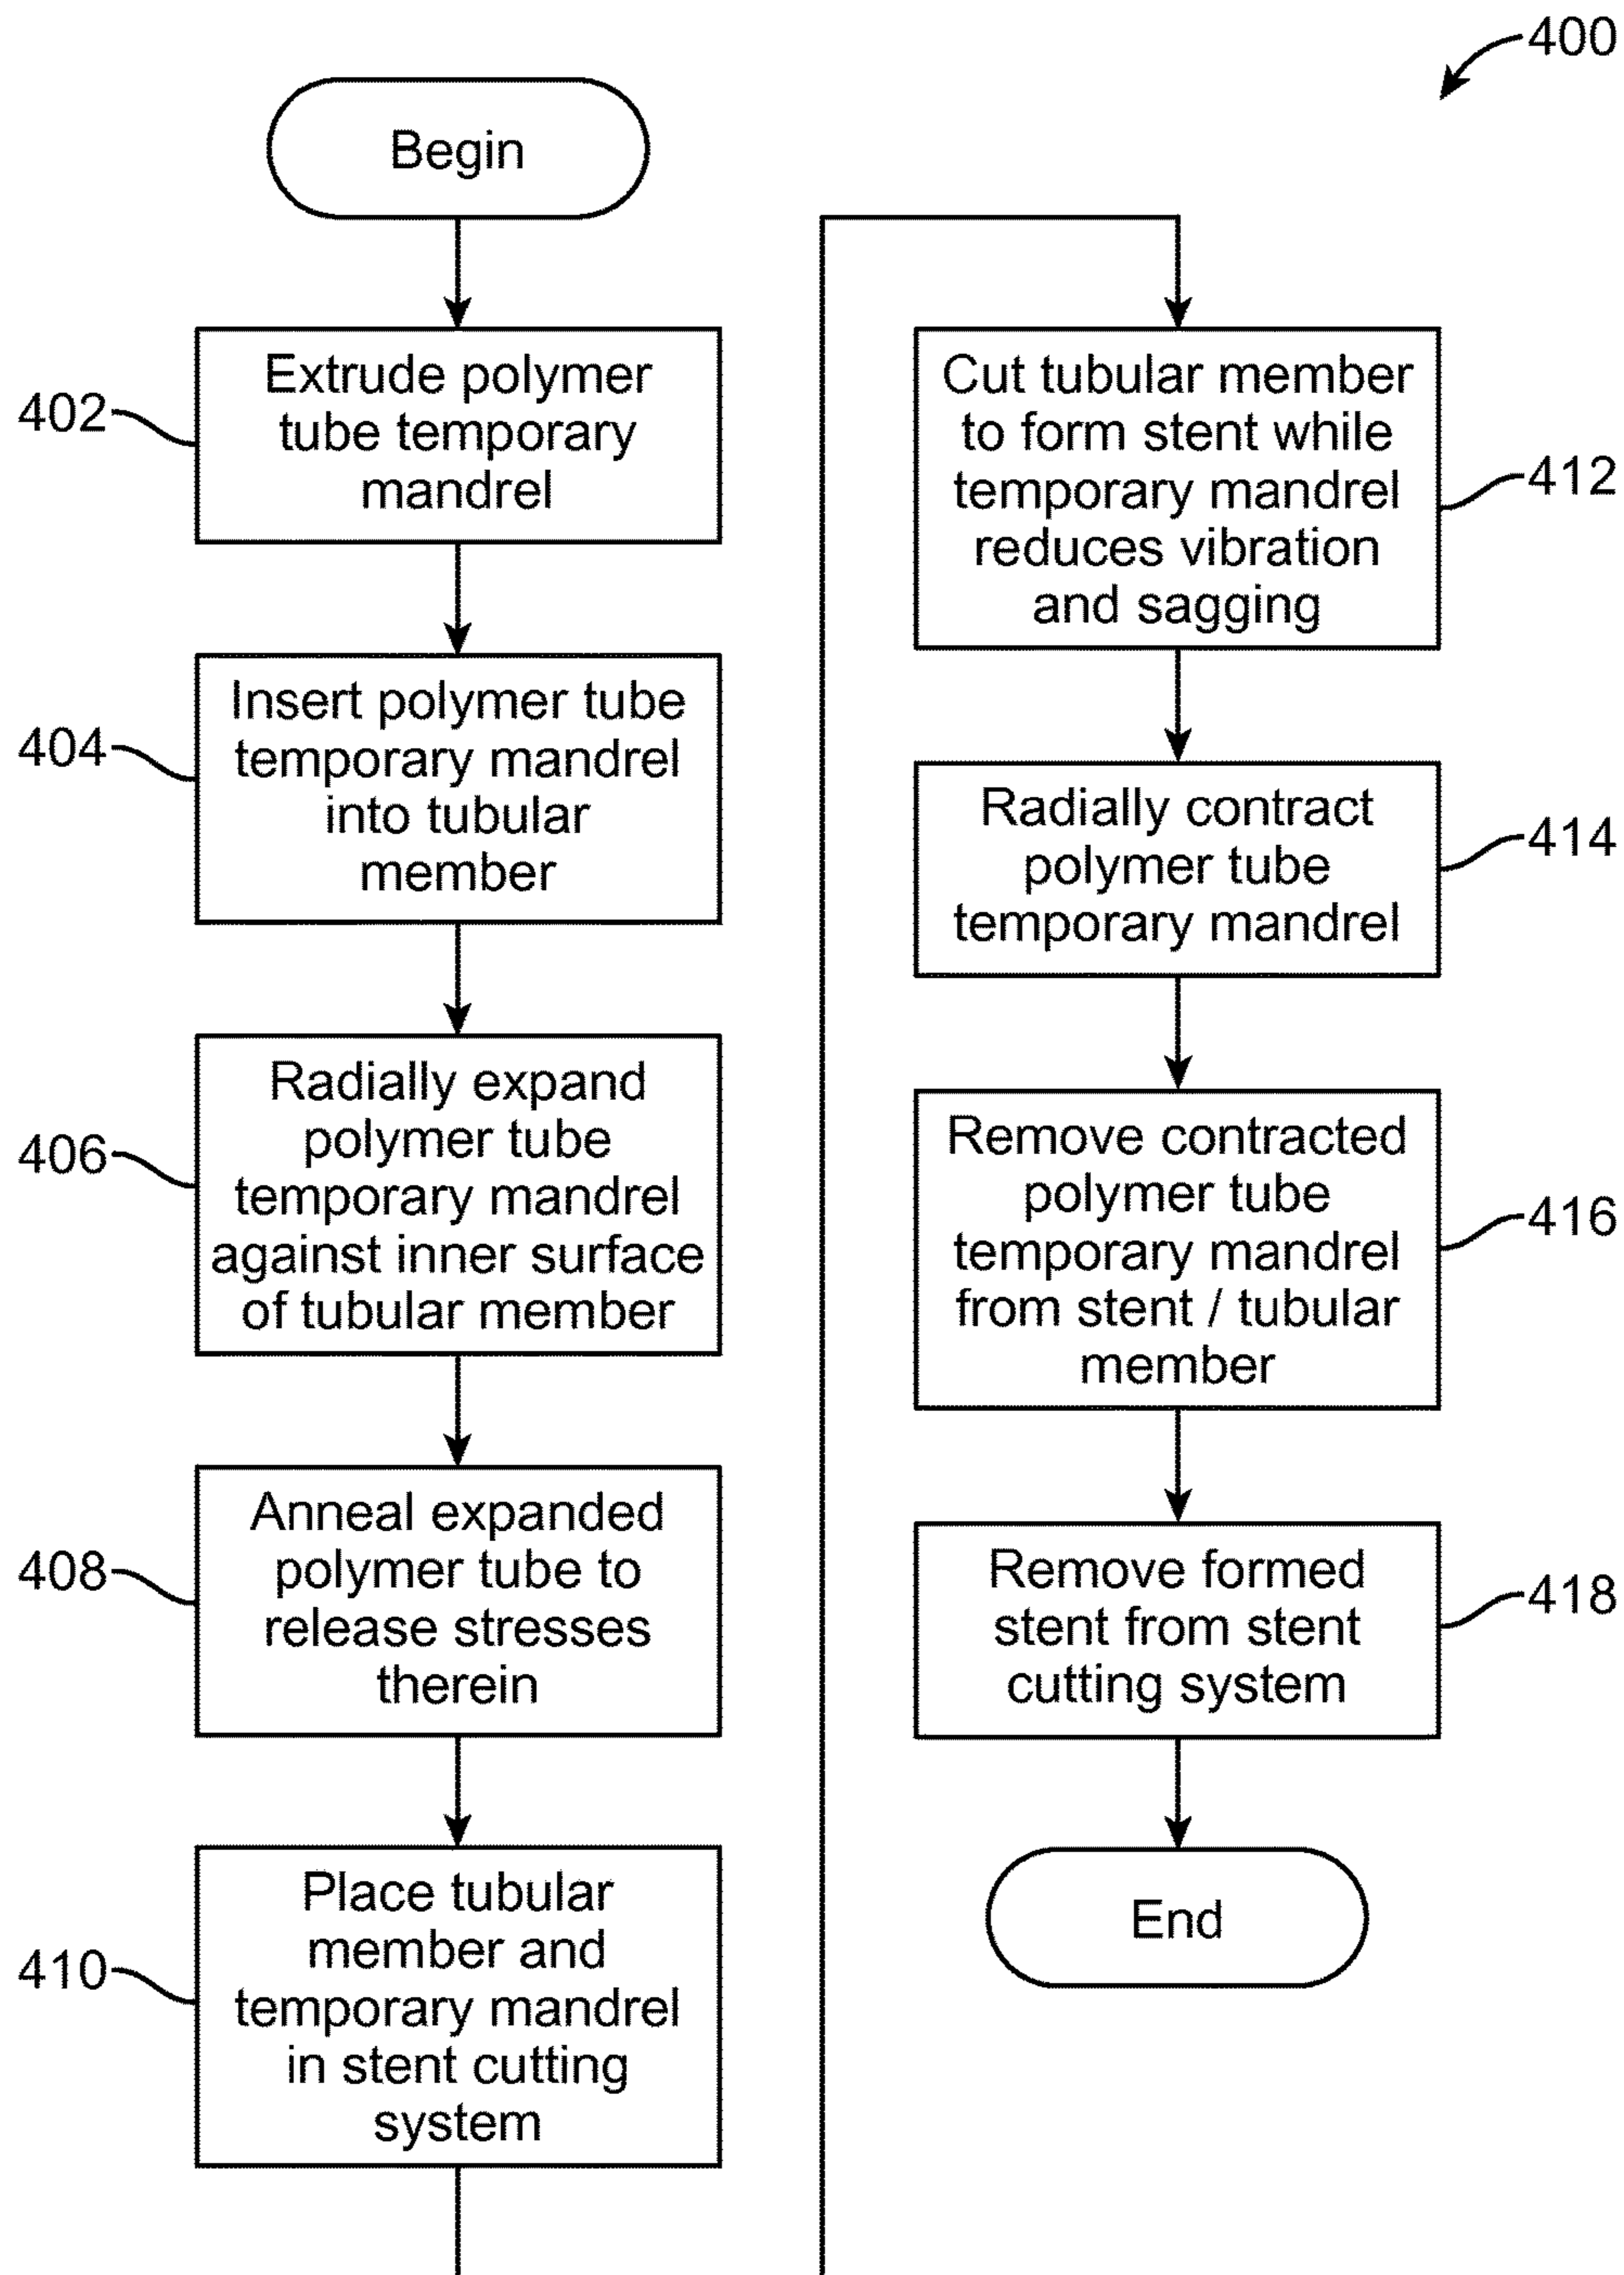 400
Begin
402
Extrude polymer
tube temporary
mandrel
404
Insert polymer tube
temporary mandrel
into tubular
member
406
Radially expand
polymer tube
temporary mandrel
against inner surface
of tubular member
408
Anneal expanded
polymer tube to
release stresses
therein
410
Place tubular
member and
temporary mandrel
in stent cutting
system
Cut tubular member
to form stent while
temporary mandrel
reduces vibration
and sagging
412
Radially contract
polymer tube
temporary mandrel
414
Remove contracted
polymer tube
temporary mandrel
from stent / tubular
member
416
Remove formed
stent from stent
cutting system
418
End